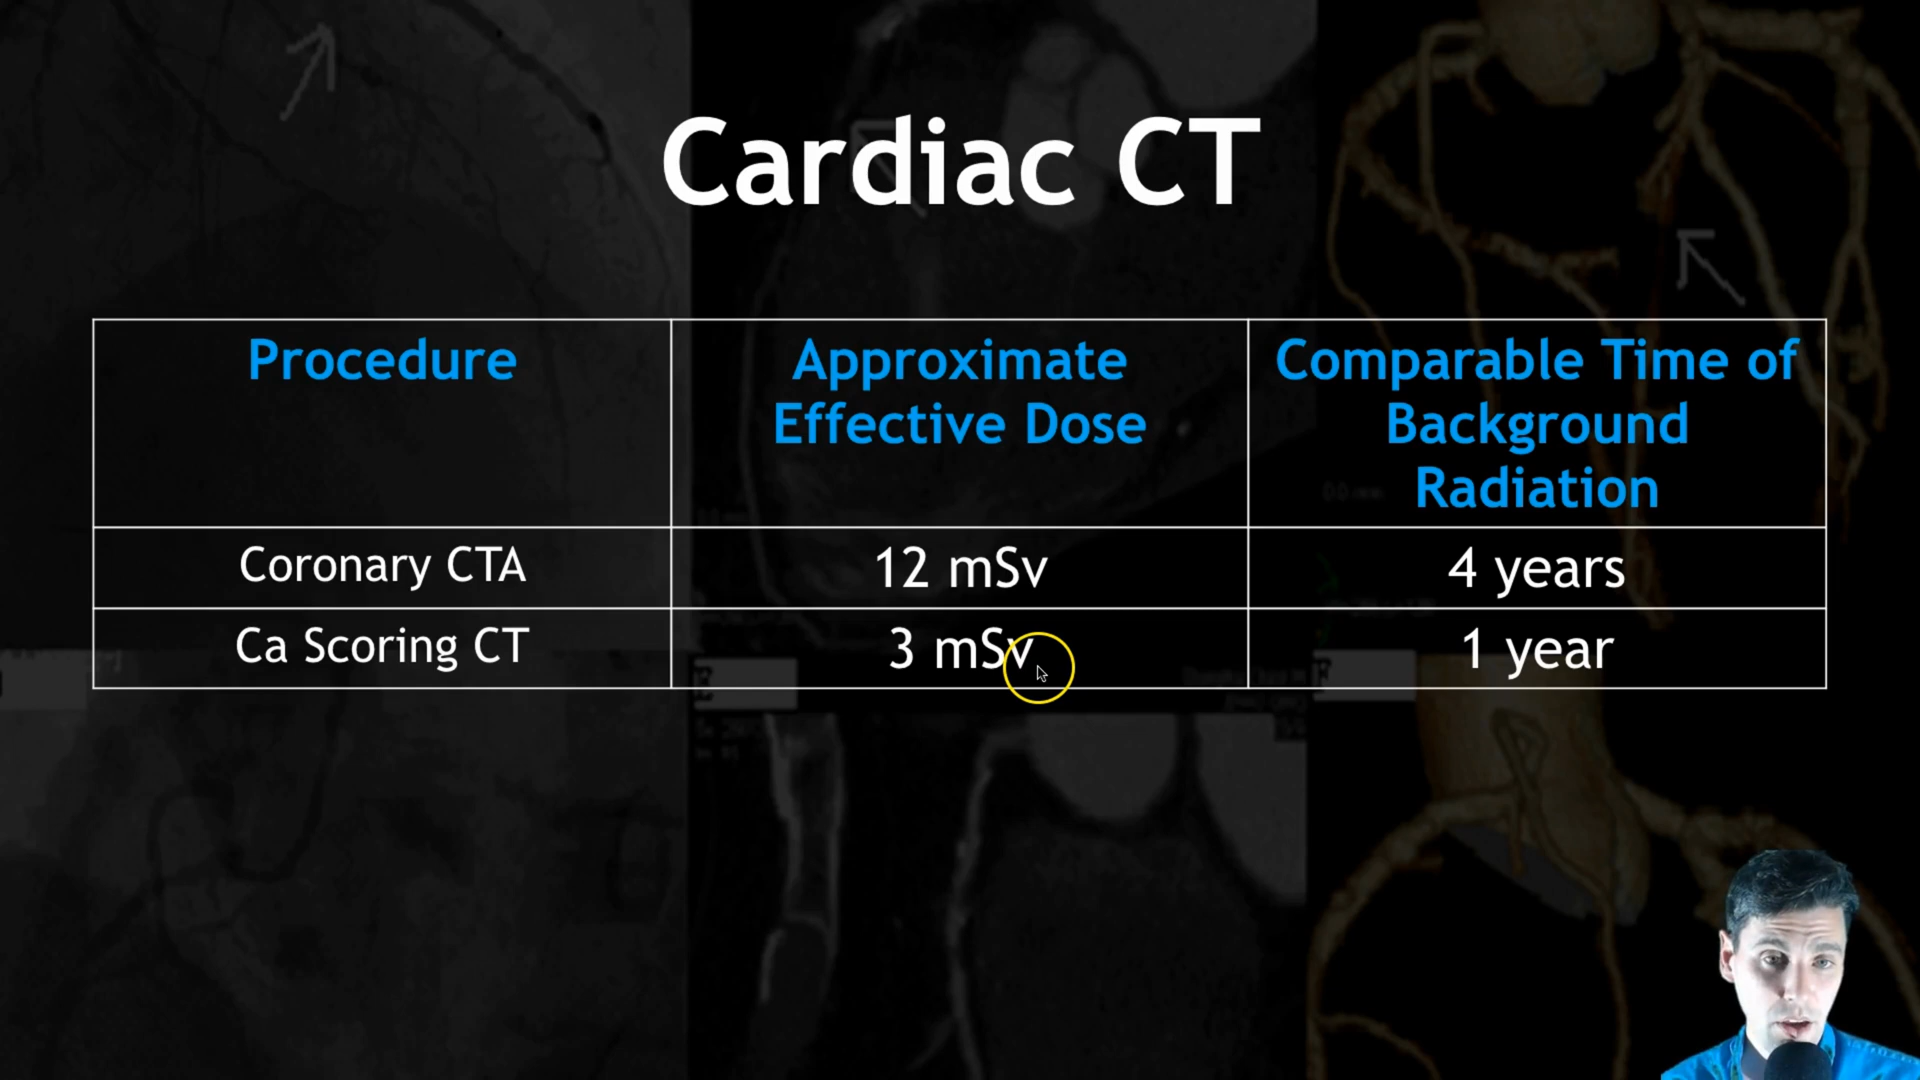 Cardiac CT
Procedure
Approximate
Effective Dose
Comparable Time of
Background
Radiation
Coronary CTA
12 mSv
4 years
Ca Scoring CT
3 mSv
1 year